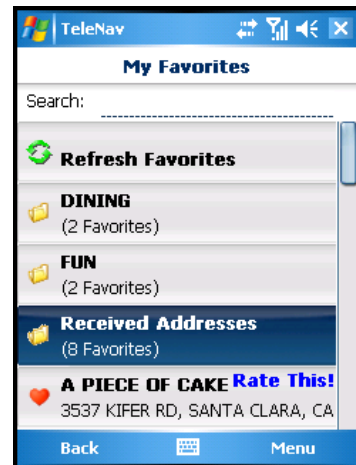 TeleNav
My Favorites
Search:
Refresh Favorites
DINING
(2 Favorites)
FUN
(2 Favorites)
Received Addresses
(8 Favorites)
A PIECE OF CAKE Rate This!
3537 KIFER RD, SANTA CLARA, CA
Back Menu